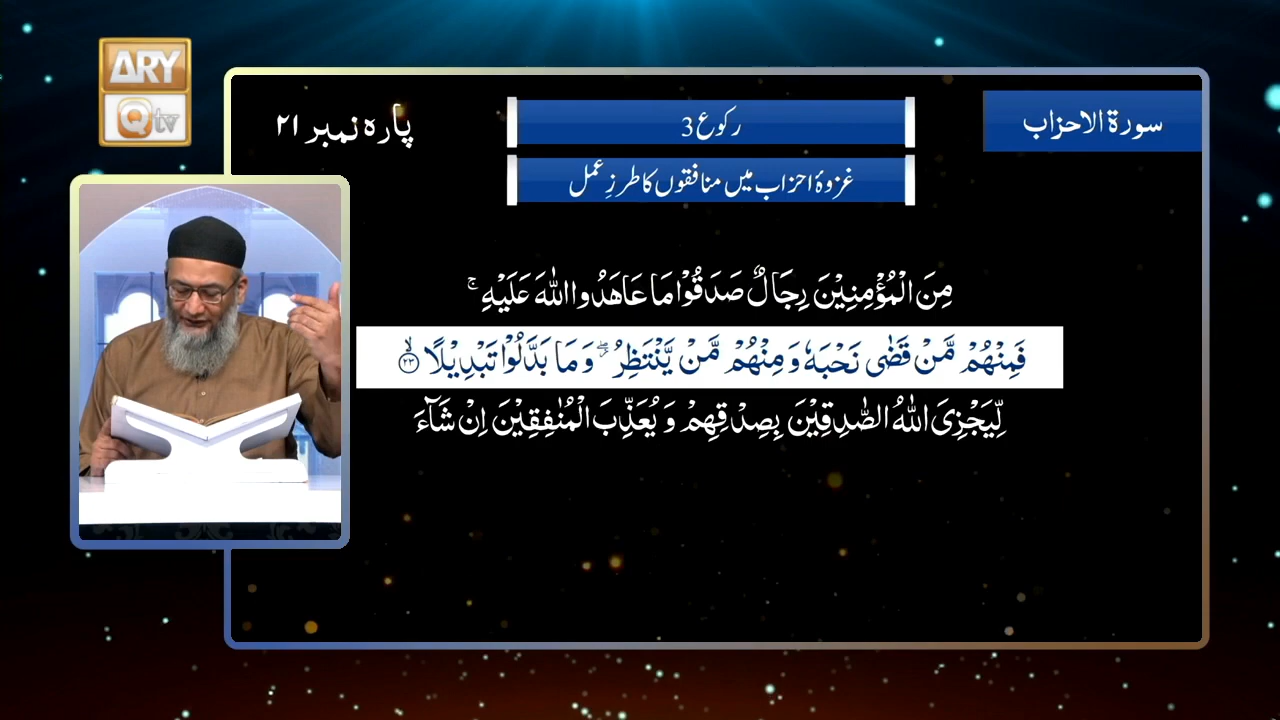 ARY
Qtv
پارہ نمبر ۲۱
رکوع 3
سورۃ الاحزاب
غزوۂ احزاب میں منافقوں کا طرزِ عمل
مِنَ الْمُؤْمِنِیْنَ رِجَالٌ صَدَقُوْا مَا عَاهَدُوا اللّٰهَ عَلَیْهِ ۚ
فَمِنْهُمْ مَّنْ قَضٰی نَحْبَهٗ وَ مِنْهُمْ مَّنْ یَّنْتَظِرُ ۖؗ وَ مَا بَدَّلُوْا تَبْدِیْلًا ۙ﴿۲۳﴾
لِّیَجْزِیَ اللّٰهُ الصّٰدِقِیْنَ بِصِدْقِهِمْ وَ یُعَذِّبَ الْمُنٰفِقِیْنَ اِنْ شَآءَ